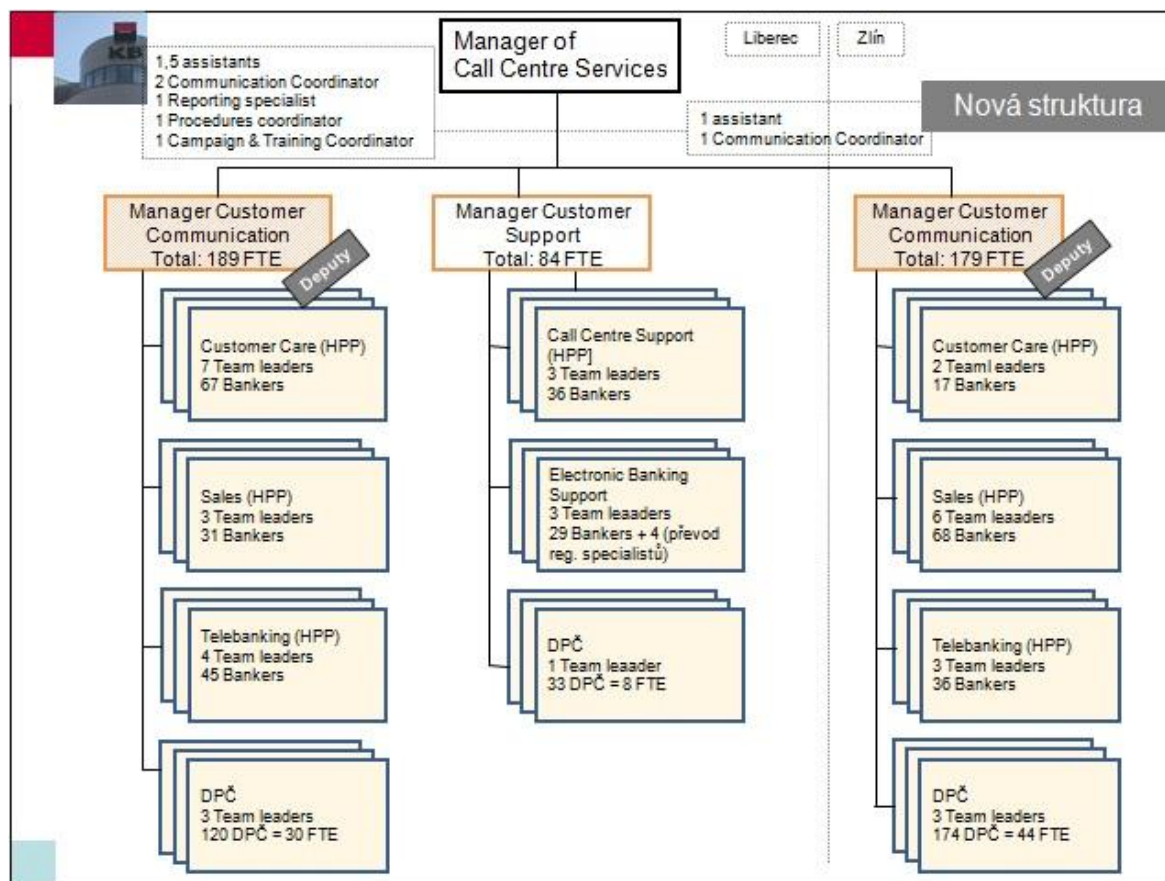 KB
Manager of
Call Centre Services
Liberec
Zlín
1,5 assistants
2 Communication Coordinator
1 Reporting specialist
1 Procedures coordinator
1 Campaign & Training Coordinator
1 assistant
1 Communication Coordinator
Nová struktura
Manager Customer
Communication
Total: 189 FTE
Deputy
Customer Care (HPP)
7 Team leaders
67 Bankers
Sales (HPP)
3 Team leaders
31 Bankers
Telebanking (HPP)
4 Team leaders
45 Bankers
DPČ
3 Team leaders
120 DPČ = 30 FTE
Manager Customer
Support
Total: 84 FTE
Call Centre Support
(HPP]
3 Team leaders
36 Bankers
Electronic Banking
Support
3 Team leaaders
29 Bankers + 4 (převod
reg. specialistů)
DPČ
1 Team leaader
33 DPČ = 8 FTE
Manager Customer
Communication
Total: 179 FTE
Deputy
Customer Care (HPP)
2 Teaml eaders
17 Bankers
Sales (HPP)
6 Team leaaders
68 Bankers
Telebanking (HPP)
3 Team leaders
36 Bankers
DPČ
3 Team leaders
174 DPČ = 44 FTE